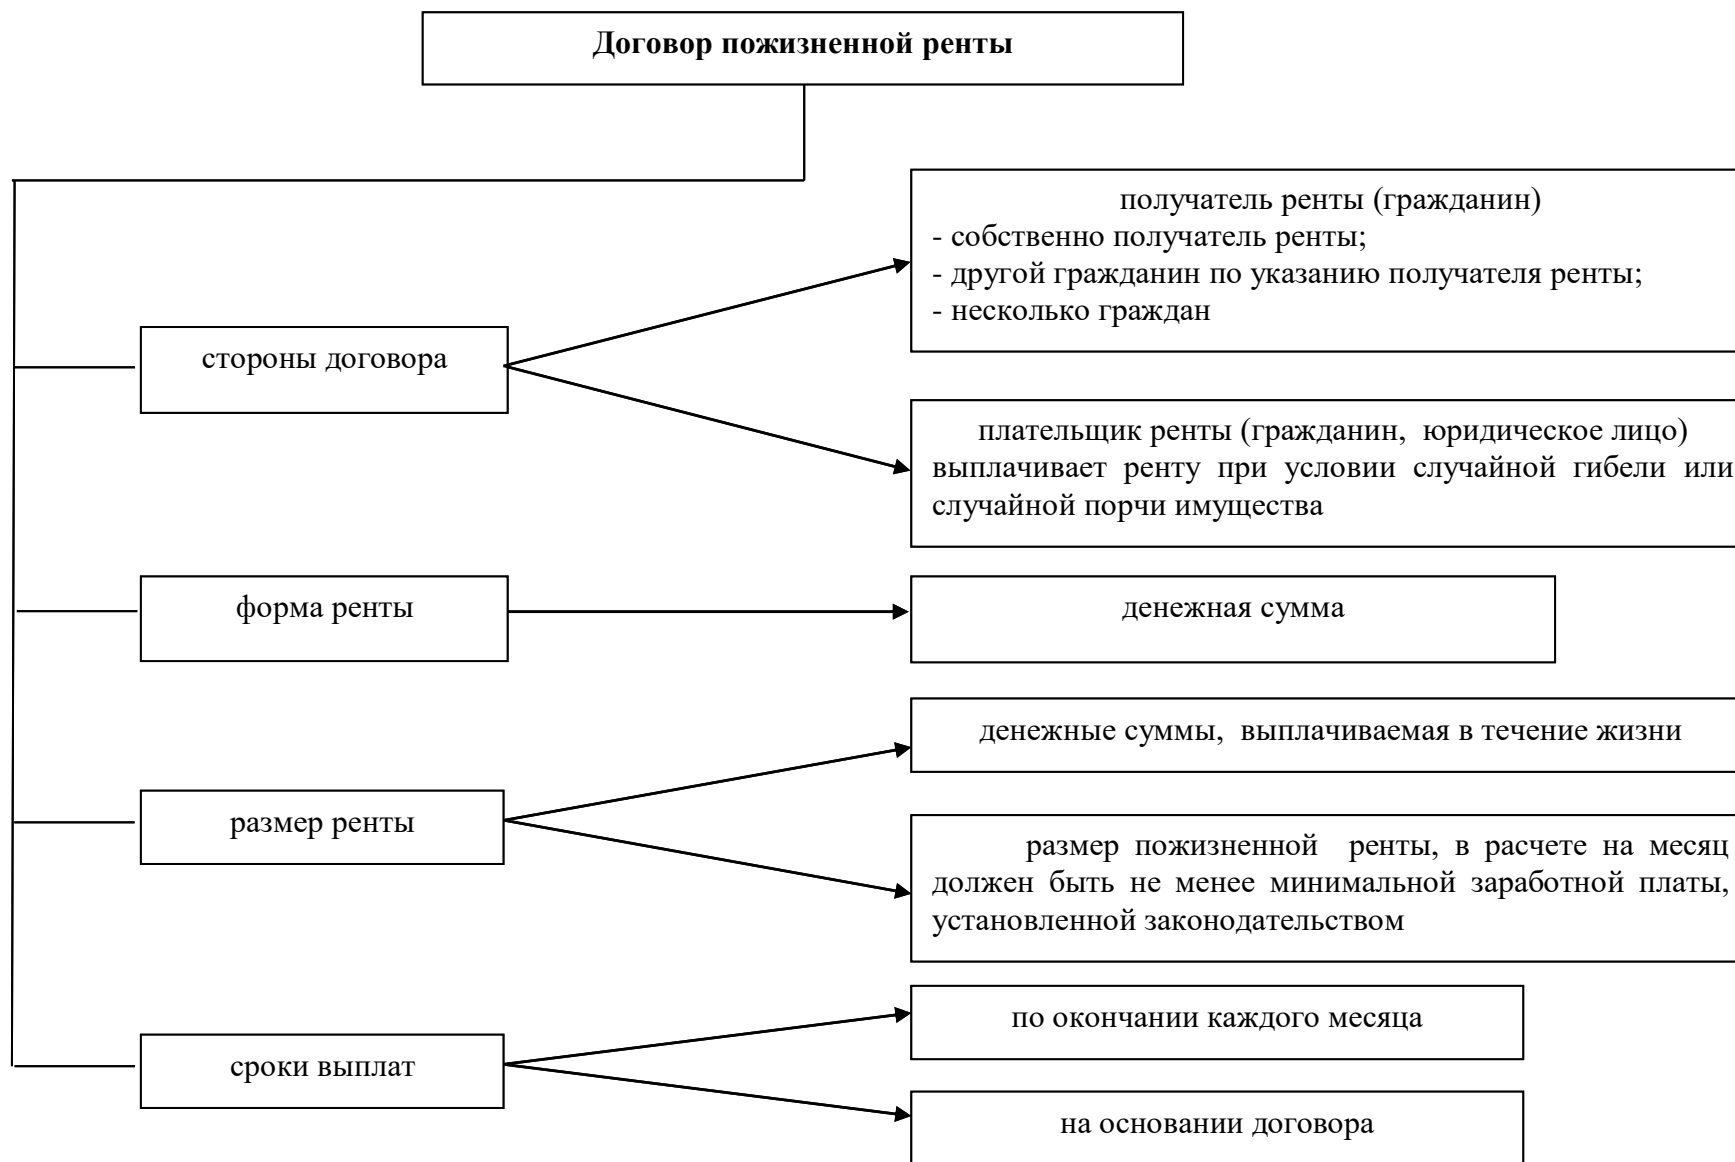 Договор пожизненной ренты
получатель ренты (гражданин)
- собственно получатель ренты;
- другой гражданин по указанию получателя ренты;
- несколько граждан
стороны договора
плательщик ренты (гражданин, юридическое лицо)
выплачивает ренту при условии случайной гибели или
случайной порчи имущества
форма ренты
денежная сумма
денежные суммы, выплачиваемая в течение жизни
размер ренты
размер пожизненной ренты, в расчете на месяц
должен быть не менее минимальной заработной платы,
установленной законодательством
по окончании каждого месяца
сроки выплат
на основании договора